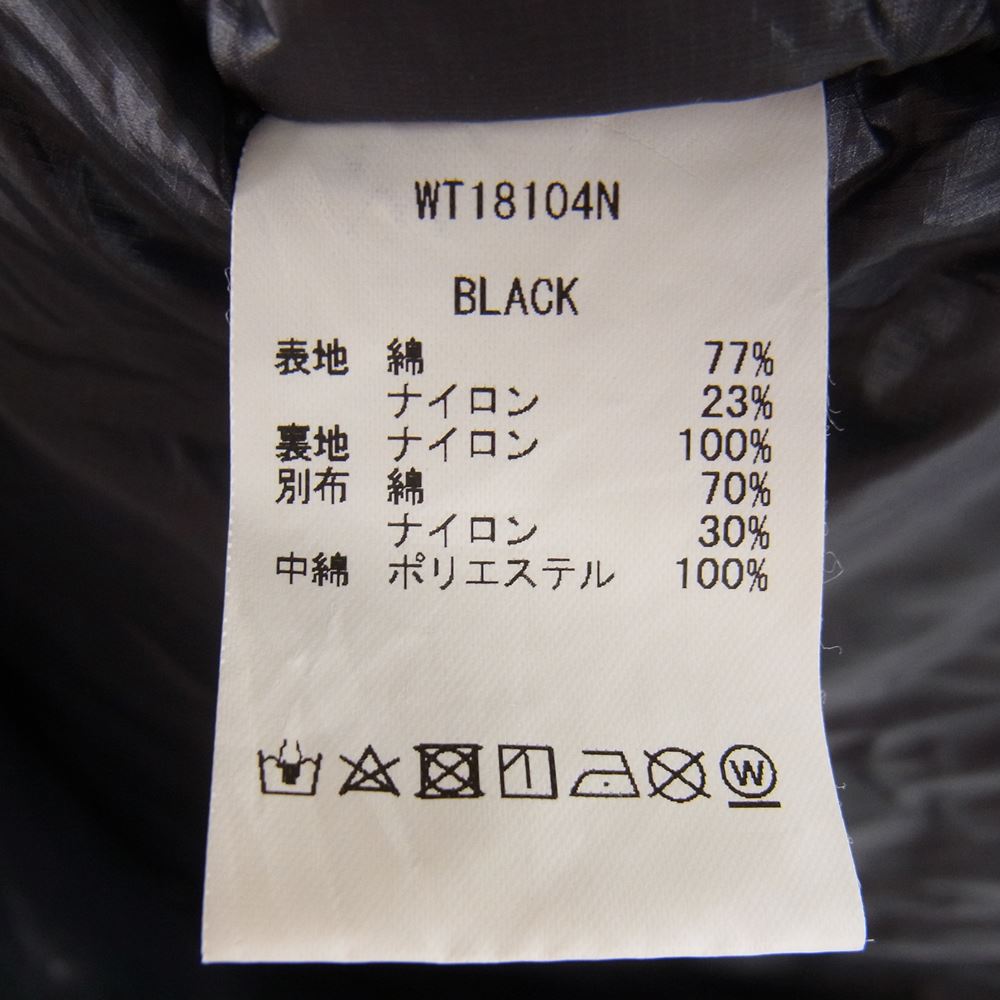 WT18104N
BLACK
表地 綿 77%
ナイロン 23%
裏地 ナイロン 100%
別布 綿 70%
ナイロン 30%
中綿 ポリエステル 100%
W